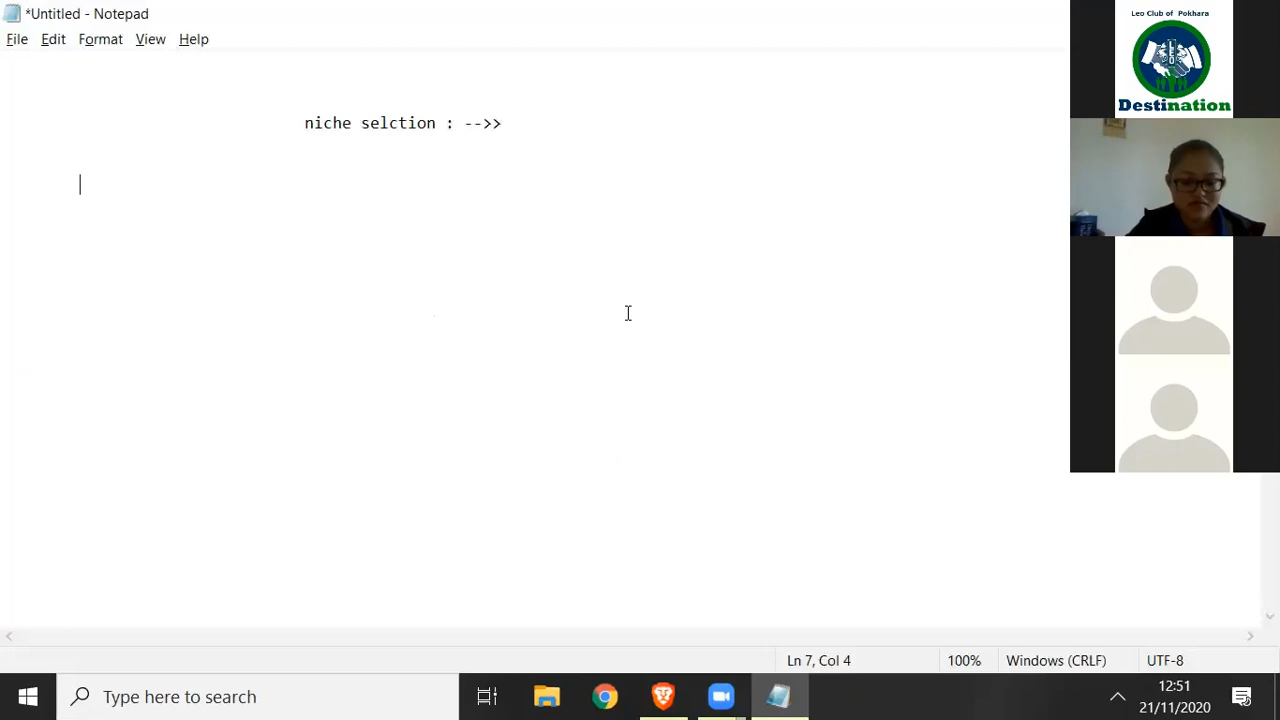 *Untitled - Notepad
File Edit Format View Help
niche selction : -->>
Leo Club of Pokhara
LEO
Destination
Ln 7, Col 4 100% Windows (CRLF) UTF-8
Type here to search
12:51
21/11/2020